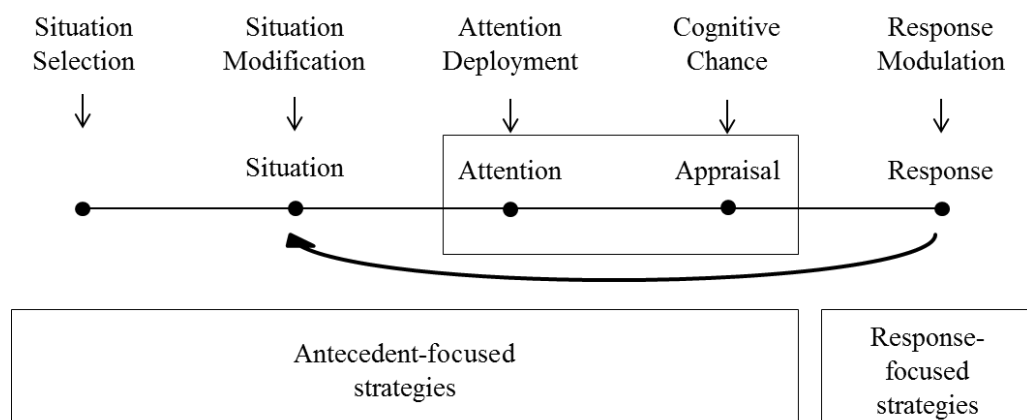 Situation
Selection
Situation
Modification
Attention
Deployment
Cognitive
Chance
Response
Modulation
Situation
Attention
Appraisal
Response
Antecedent-focused
strategies
Response-
focused
strategies